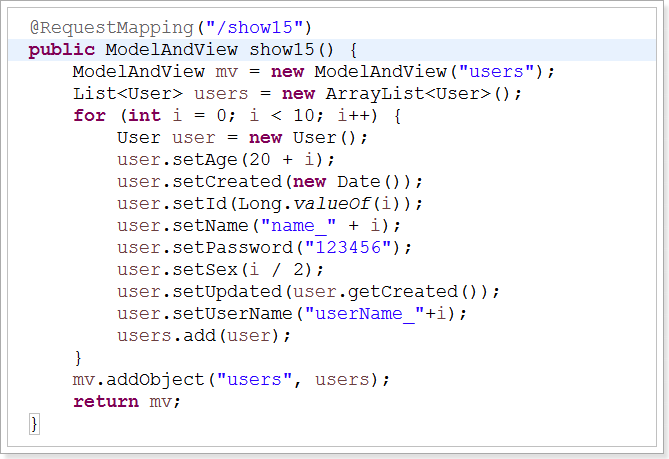 @RequestMapping("/show15")
public ModelAndView show15() {
    ModelAndView mv = new ModelAndView("users");
    List<User> users = new ArrayList<User>();
    for (int i = 0; i < 10; i++) {
        User user = new User();
        user.setAge(20 + i);
        user.setCreated(new Date());
        user.setId(Long.valueOf(i));
        user.setName("name_" + i);
        user.setPassword("123456");
        user.setSex(i / 2);
        user.setUpdated(user.getCreated());
        user.setUserName("userName_"+i);
        users.add(user);
    }
    mv.addObject("users", users);
    return mv;
}